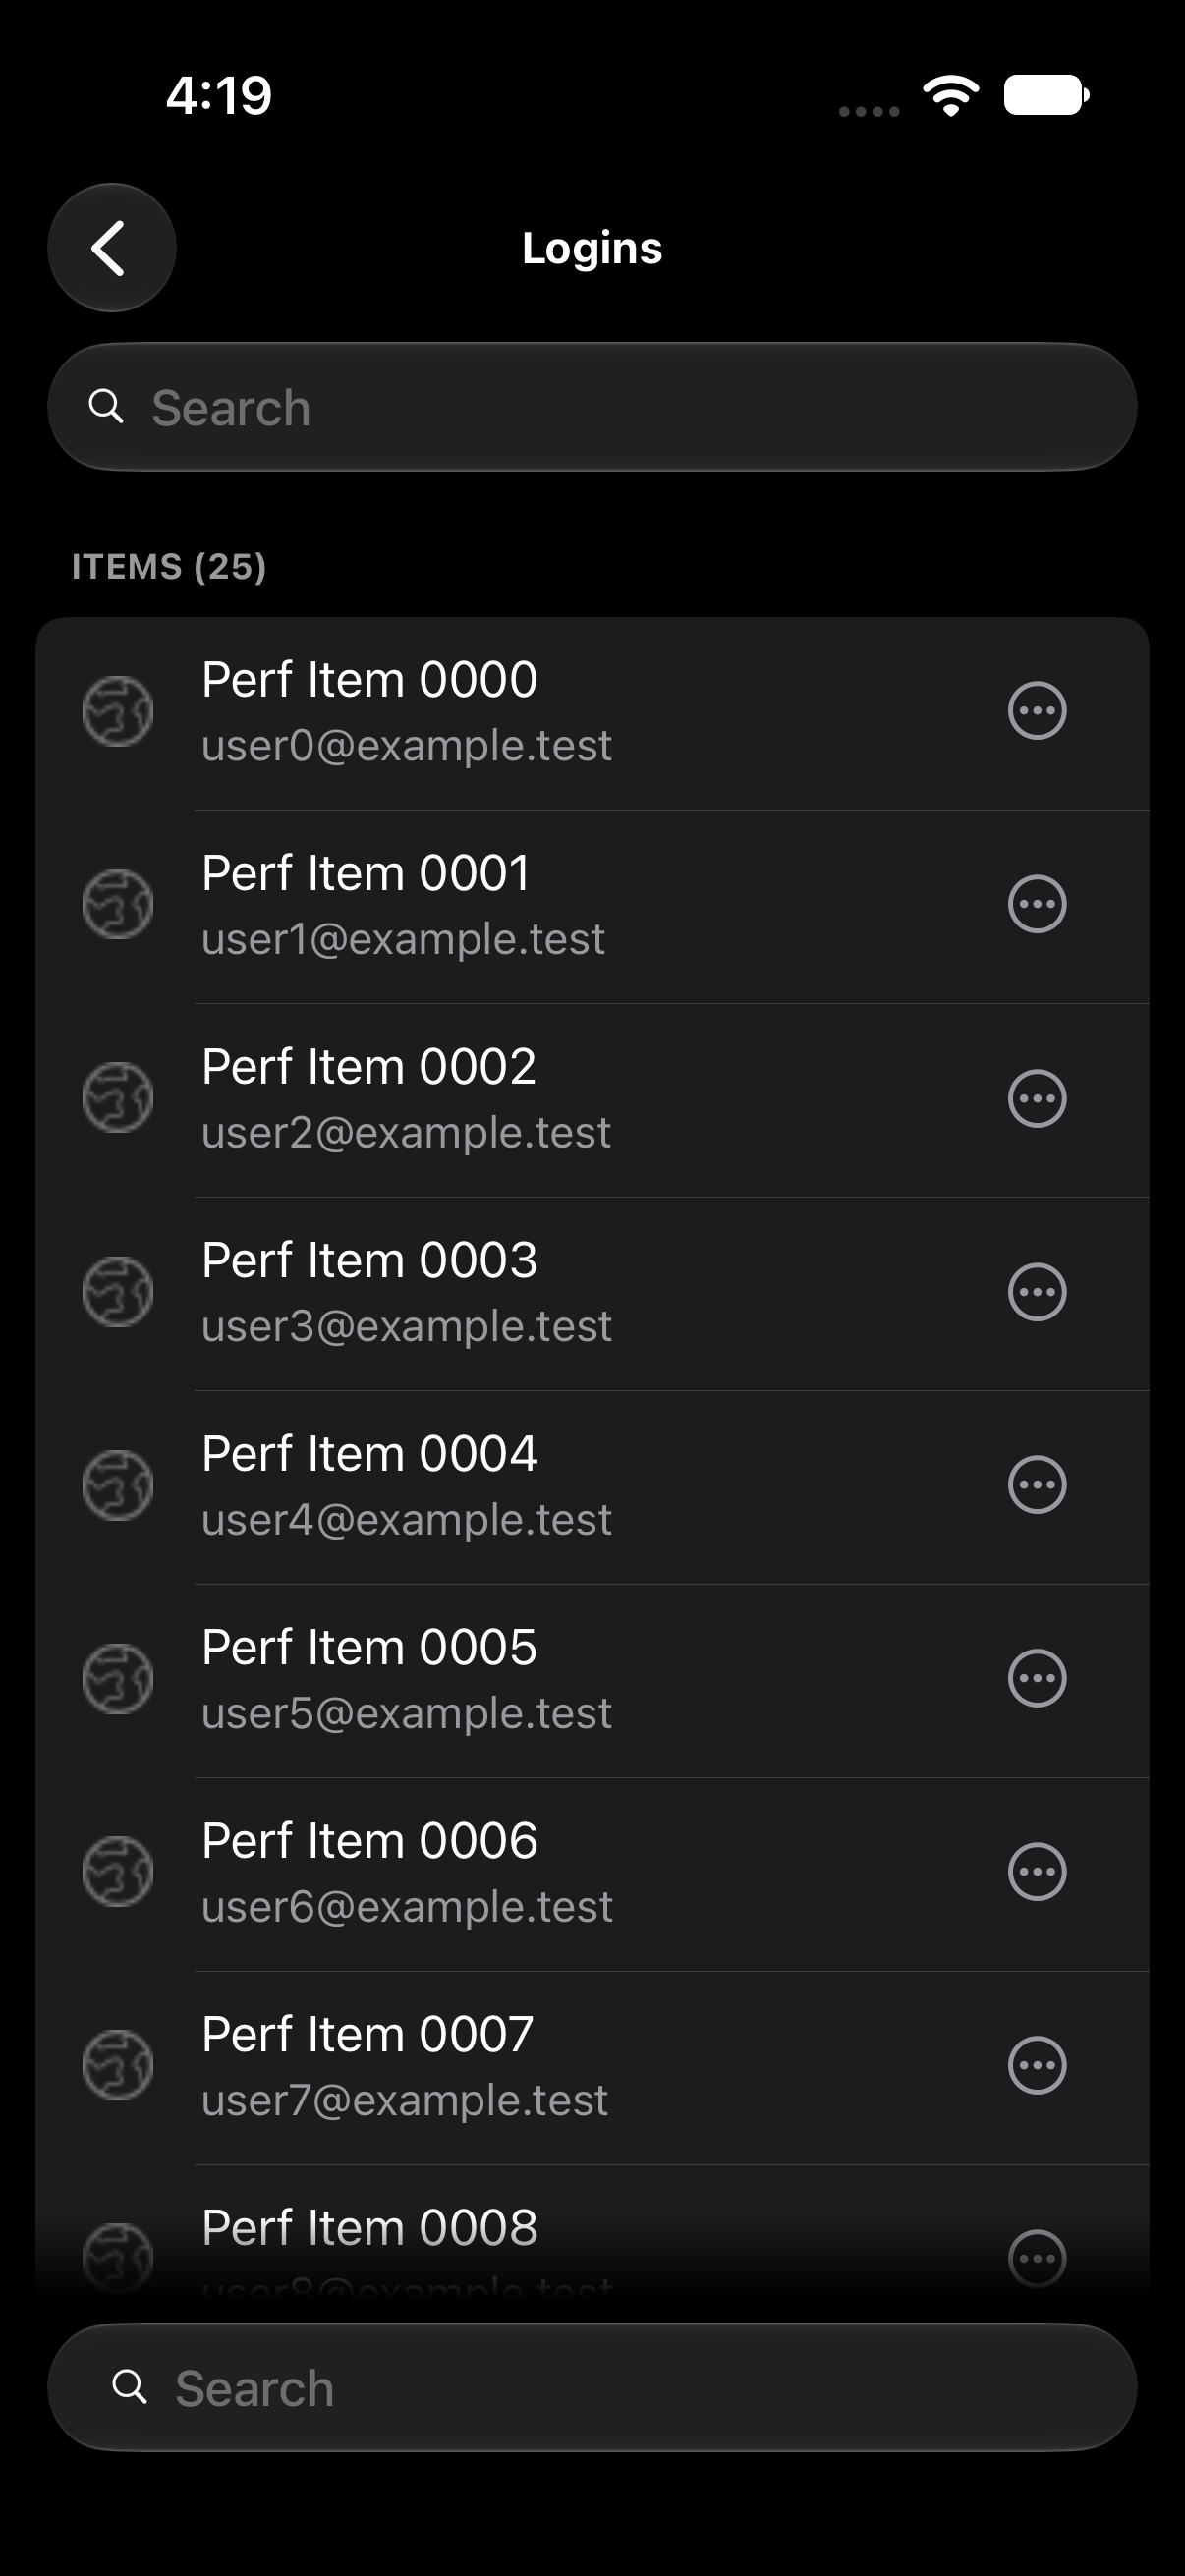 4:19
Logins
Search
ITEMS (25)
Perf Item 0000
user0@example.test
Perf Item 0001
user1@example.test
Perf Item 0002
user2@example.test
Perf Item 0003
user3@example.test
Perf Item 0004
user4@example.test
Perf Item 0005
user5@example.test
Perf Item 0006
user6@example.test
Perf Item 0007
user7@example.test
Perf Item 0008
user8@example.test
Search